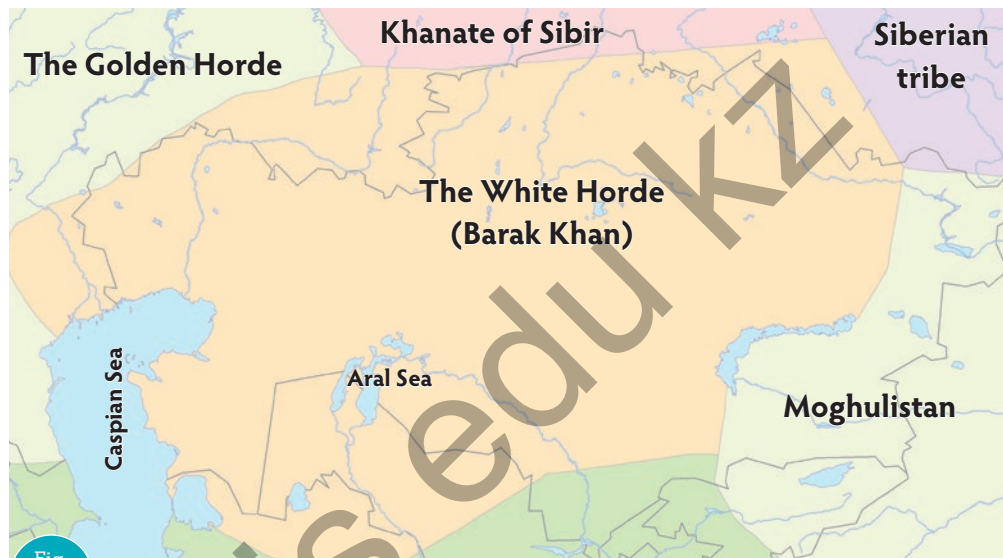 The Golden Horde
Khanate of Sibir
Siberian
tribe
The White Horde
(Barak Khan)
Caspian Sea
Aral Sea
Moghulistan
Fig
s edu kz